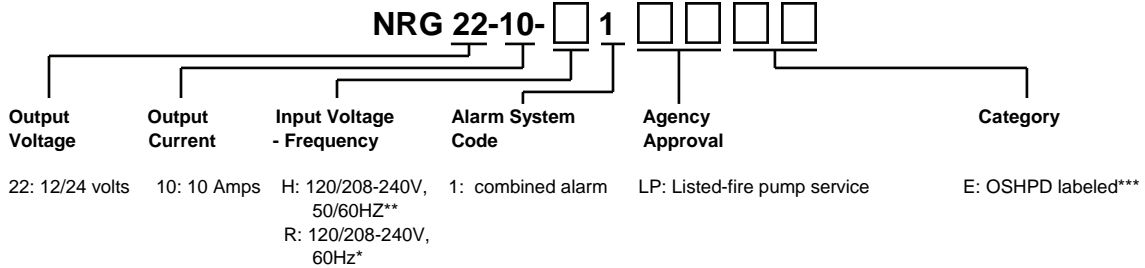 NRG 22-10-□ 1 □ □ □ □
Output Voltage
Output Current
Input Voltage - Frequency
Alarm System Code
Agency Approval
Category
22: 12/24 volts
10: 10 Amps
H: 120/208-240V, 50/60HZ**
R: 120/208-240V, 60Hz*
1: combined alarm
LP: Listed-fire pump service
E: OSHPD labeled***